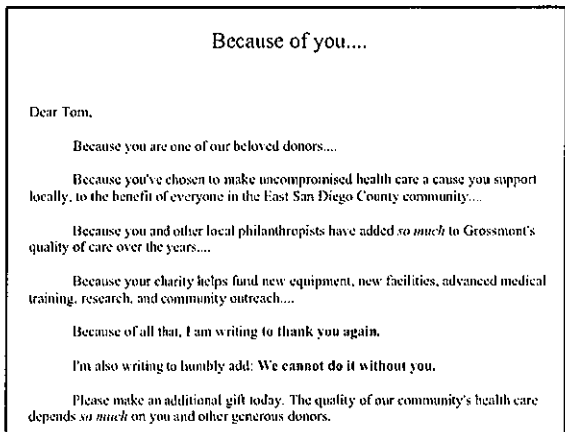 Because of you....
Dear Tom,
Because you are one of our beloved donors....
Because you've chosen to make uncompromised health care a cause you support
locally, to the benefit of everyone in the East San Diego County community....
Because you and other local philanthropists have added so much to Grossmont's
quality of care over the years....
Because your charity helps fund new equipment, new facilities, advanced medical
training, research, and community outreach....
Because of all that, I am writing to thank you again.
I'm also writing to humbly add: We cannot do it without you.
Please make an additional gift today. The quality of our community's health care
depends so much on you and other generous donors.